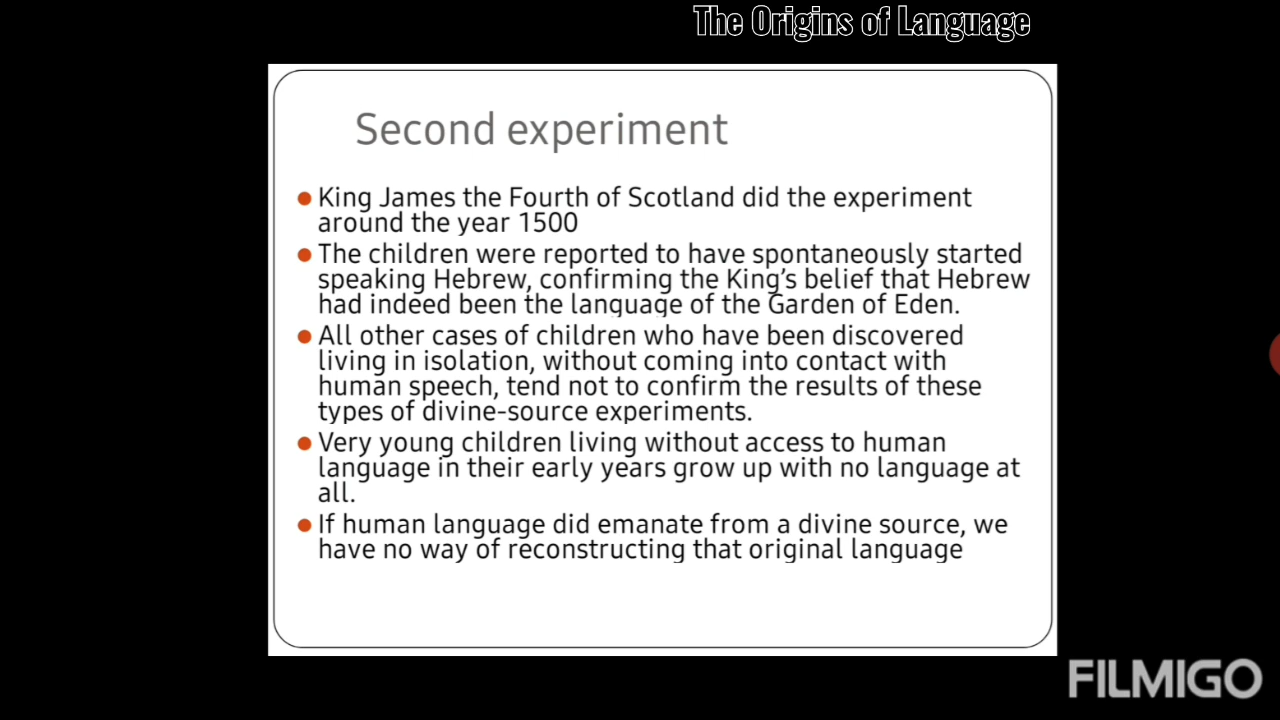 The Origins of Language
Second experiment
King James the Fourth of Scotland did the experiment
around the year 1500
The children were reported to have spontaneously started
speaking Hebrew, confirming the King's belief that Hebrew
had indeed been the language of the Garden of Eden.
All other cases of children who have been discovered
living in isolation, without coming into contact with
human speech, tend not to confirm the results of these
types of divine-source experiments.
Very young children living without access to human
language in their early years grow up with no language at
all.
If human language did emanate from a divine source, we
have no way of reconstructing that original language
FILMIGO